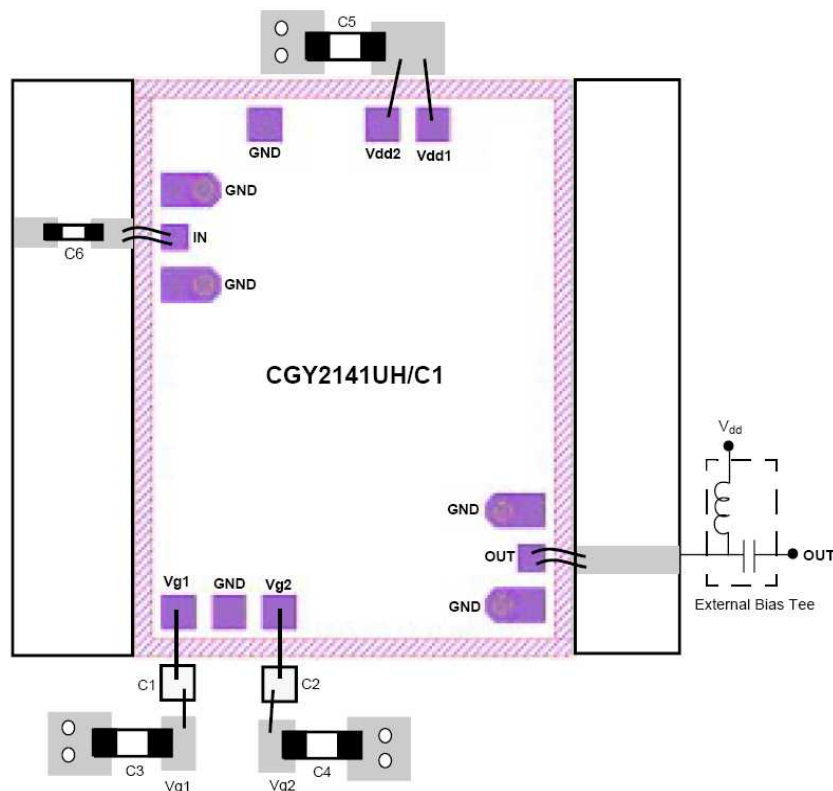 C5
GND
Vdd2
Vdd1
GND
IN
C6
GND
CGY2141UH/C1
Vdd
GND
OUT
OUT
Vg1
GND
Vg2
GND
External Bias Tee
C1
C2
C3
C4
Vg1
Vg2